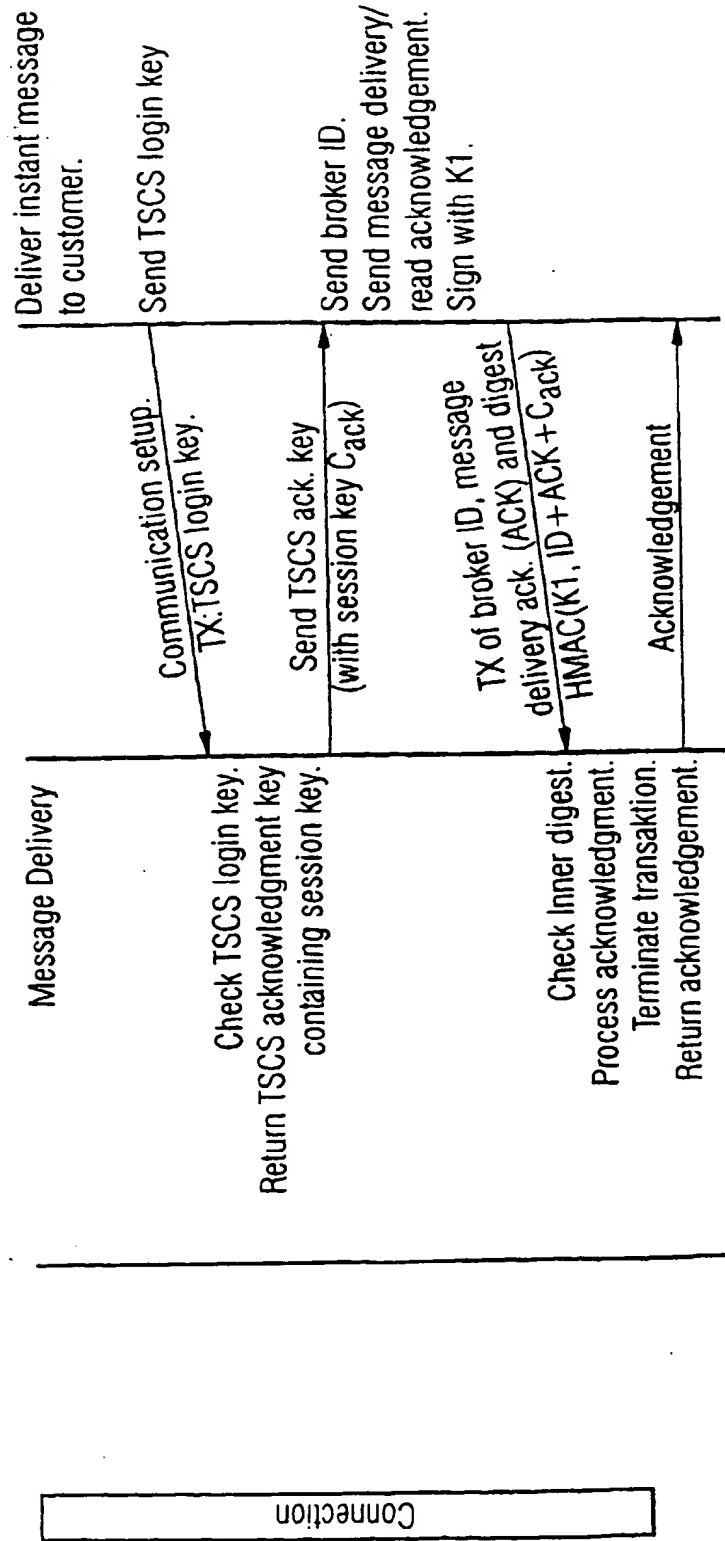 Deliver instant message
to customer.
Send TSCS login key
Communication setup.
TX:TSCS login key.
Send TSCS ack. key
(with session key Cack)
Send broker ID.
Send message delivery/
read acknowledgement.
Sign with K1.
TX of broker ID, message
delivery ack. (ACK) and digest
HMAC(K1, ID+ACK+Cack)
Acknowledgement
Message Delivery
Check TSCS login key.
Return TSCS acknowledgment key
containing session key.
Check Inner digest.
Process acknowledgment.
Terminate transaktion.
Return acknowledgement.
Connection